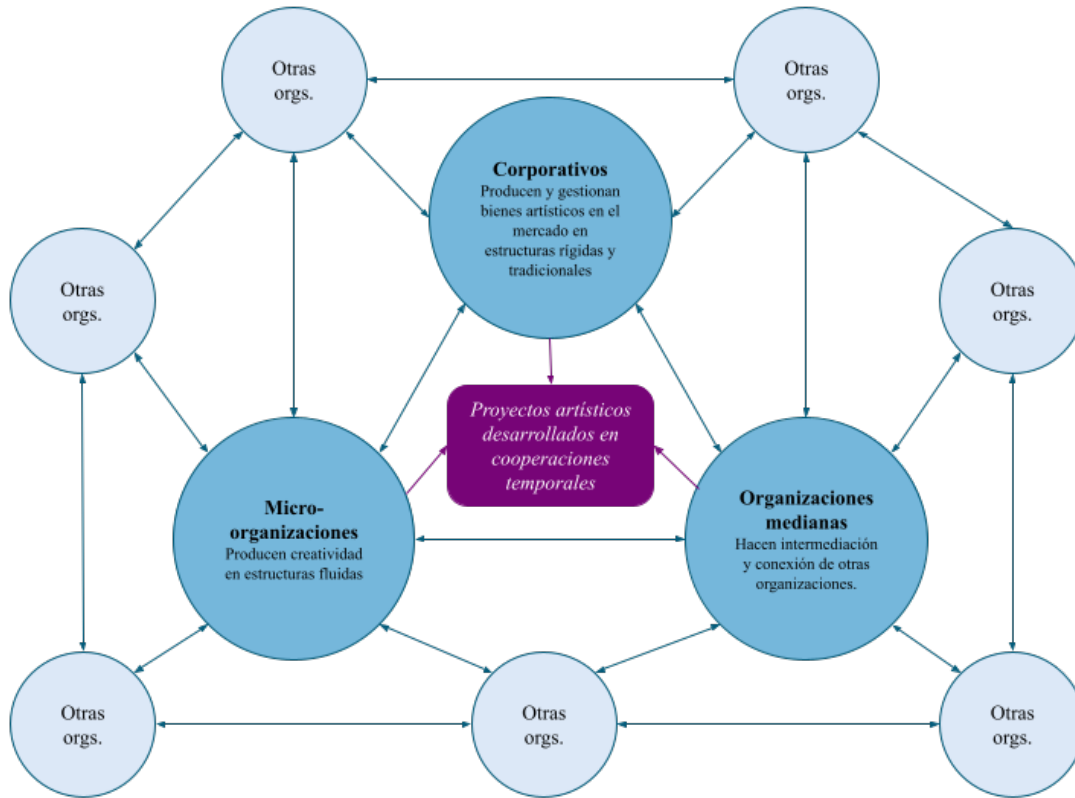 Otras
orgs.
Otras
orgs.
Corporativos
Producen y gestionan
bienes artísticos en el
mercado en
estructuras rígidas y
tradicionales
Otras
orgs.
Otras
orgs.
Proyectos artísticos
desarrollados en
cooperaciones
temporales
Micro-
organizaciones
Producen creatividad
en estructuras fluidas
Organizaciones
medianas
Hacen intermediación
y conexión de otras
organizaciones.
Otras
orgs.
Otras
orgs.
Otras
orgs.